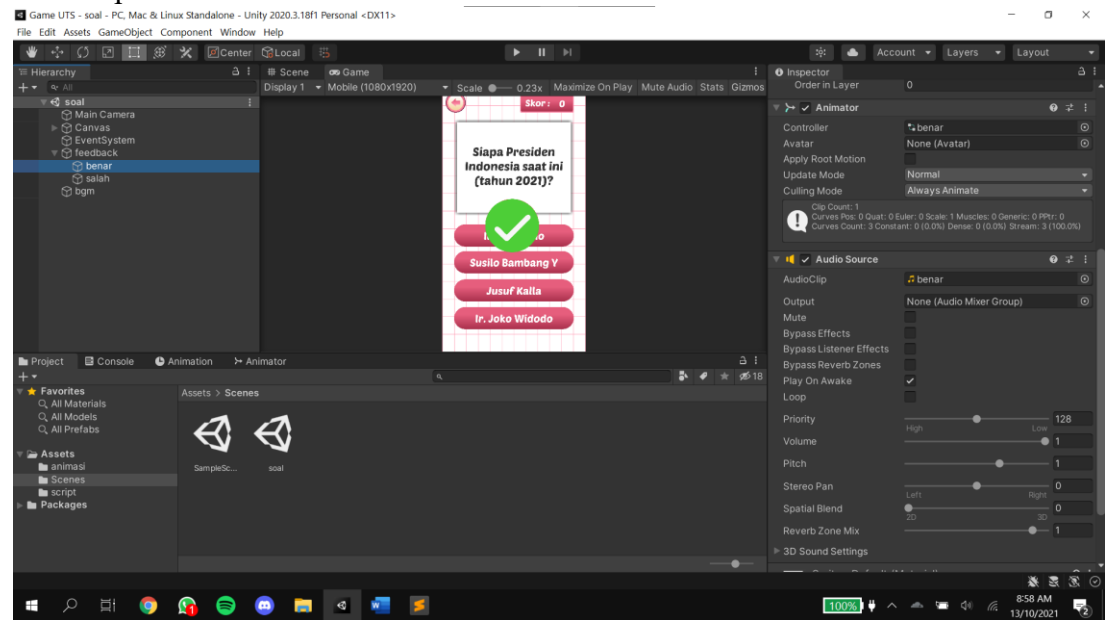 Game UTS - soal - PC, Mac & Linux Standalone - Unity 2020.3.18f1 Personal <DX11>
File Edit Assets GameObject Component Window Help
Center Local
Account Layers Layout
Hierarchy
All
soal
Main Camera
Canvas
EventSystem
feedback
benar
salah
bgm
Scene Game
Display 1 Mobile (1080x1920) Scale 0.23x Maximize On Play Mute Audio Stats Gizmos
Skor: 0
Siapa Presiden
Indonesia saat ini
(tahun 2021)?
Susilo Bambang Y
Jusuf Kalla
Ir. Joko Widodo
Inspector
Order in Layer 0
Animator
Controller benar
Avatar None (Avatar)
Apply Root Motion
Update Mode Normal
Culling Mode Always Animate
Clip Count: 1
Curves Pos: 0 Quat: 0 Euler: 0 Scale: 1 Muscles: 0 Generic: 0 PPtr: 0
Curves Count: 3 Constant: 0 (0.0%) Dense: 0 (0.0%) Stream: 3 (100.0%)
Audio Source
AudioClip benar
Output None (Audio Mixer Group)
Mute
Bypass Effects
Bypass Listener Effects
Bypass Reverb Zones
Play On Awake
Loop
Priority 128
High Low
Volume 1
Pitch 1
Stereo Pan 0
Left Right
Spatial Blend 0
2D 3D
Reverb Zone Mix 1
3D Sound Settings
Project Console Animation Animator
18
Favorites
All Materials
All Models
All Prefabs
Assets
animasi
Scenes
script
Packages
Assets > Scenes
SampleSc... soal
100%
8:58 AM
13/10/2021